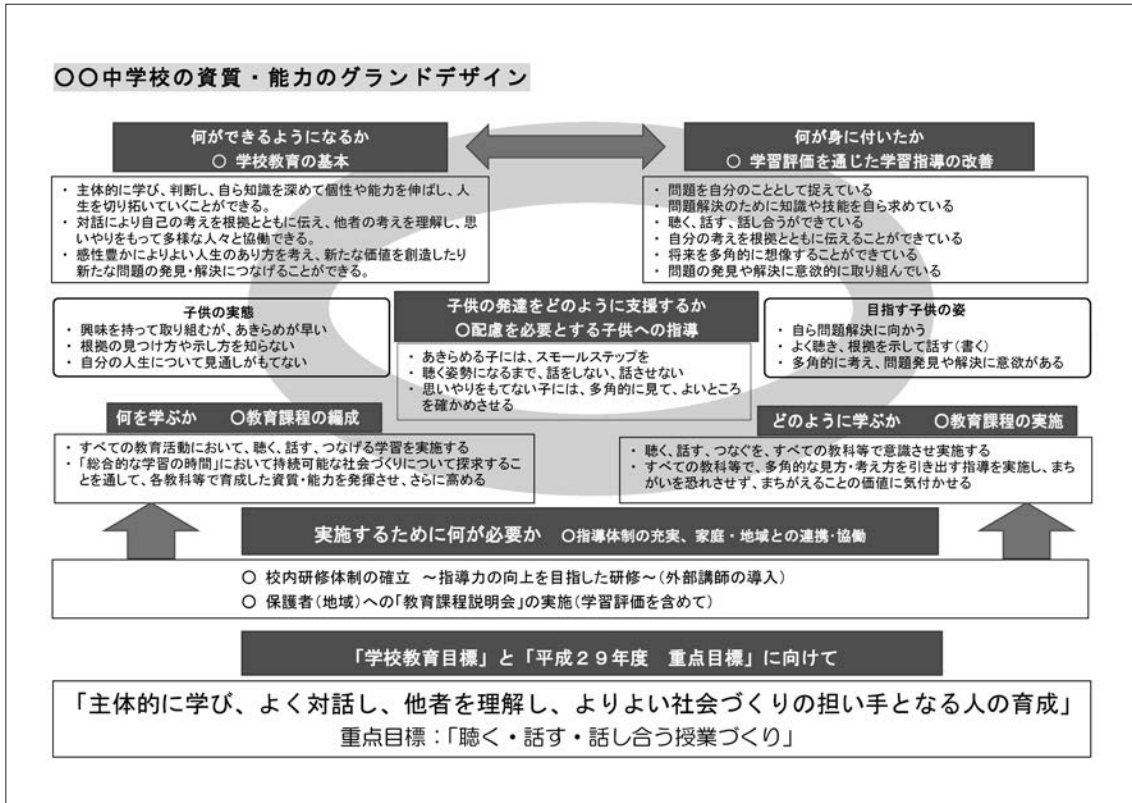 〇〇中学校の資質・能力のグランドデザイン
何ができるようになるか
〇 学校教育の基本
・ 主体的に学び、判断し、自ら知識を深めて個性や能力を伸ばし、人
生を切り拓いていくことができる。
・ 対話により自己の考えを根拠とともに伝え、他者の考えを理解し、思
いやりをもって多様な人々と協働できる。
・ 感性豊かによりよい人生のあり方を考え、新たな価値を創造したり
新たな問題の発見・解決につなげることができる。
何が身に付いたか
〇 学習評価を通じた学習指導の改善
・ 問題を自分のこととして捉えている
・ 問題解決のために知識や技能を自ら求めている
・ 聴く、話す、話し合うができている
・ 自分の考えを根拠とともに伝えることができている
・ 将来を多角的に想像することができている
・ 問題の発見や解決に意欲的に取り組んでいる
子供の実態
・ 興味を持って取り組むが、あきらめが早い
・ 根拠の見つけ方や示し方を知らない
・ 自分の人生について見通しがもてない
子供の発達をどのように支援するか
〇配慮を必要とする子供への指導
・ あきらめる子には、スモールステップを
・ 聴く姿勢になるまで、話をしない、話させない
・ 思いやりをもてない子には、多角的に見て、よいところ
を確かめさせる
目指す子供の姿
・ 自ら問題解決に向かう
・ よく聴き、根拠を示して話す(書く)
・ 多角的に考え、問題発見や解決に意欲がある
何を学ぶか 〇教育課程の編成
・ すべての教育活動において、聴く、話す、つなげる学習を実施する
・ 「総合的な学習の時間」において持続可能な社会づくりについて探求するこ
とを通して、各教科等で育成した資質・能力を発揮させ、さらに高める
どのように学ぶか 〇教育課程の実施
・ 聴く、話す、つなぐを、すべての教科等で意識させ実施する
・ すべての教科等で、多角的な見方・考え方を引き出す指導を実施し、まち
がいを恐れさせず、まちがえることの価値に気付かせる
実施するために何が必要か 〇指導体制の充実、家庭・地域との連携・協働
〇 校内研修体制の確立 ～指導力の向上を目指した研修～(外部講師の導入)
〇 保護者(地域)への「教育課程説明会」の実施(学習評価を含めて)
「学校教育目標」と「平成２９年度 重点目標」に向けて
「主体的に学び、よく対話し、他者を理解し、よりよい社会づくりの担い手となる人の育成」
重点目標：「聴く・話す・話し合う授業づくり」